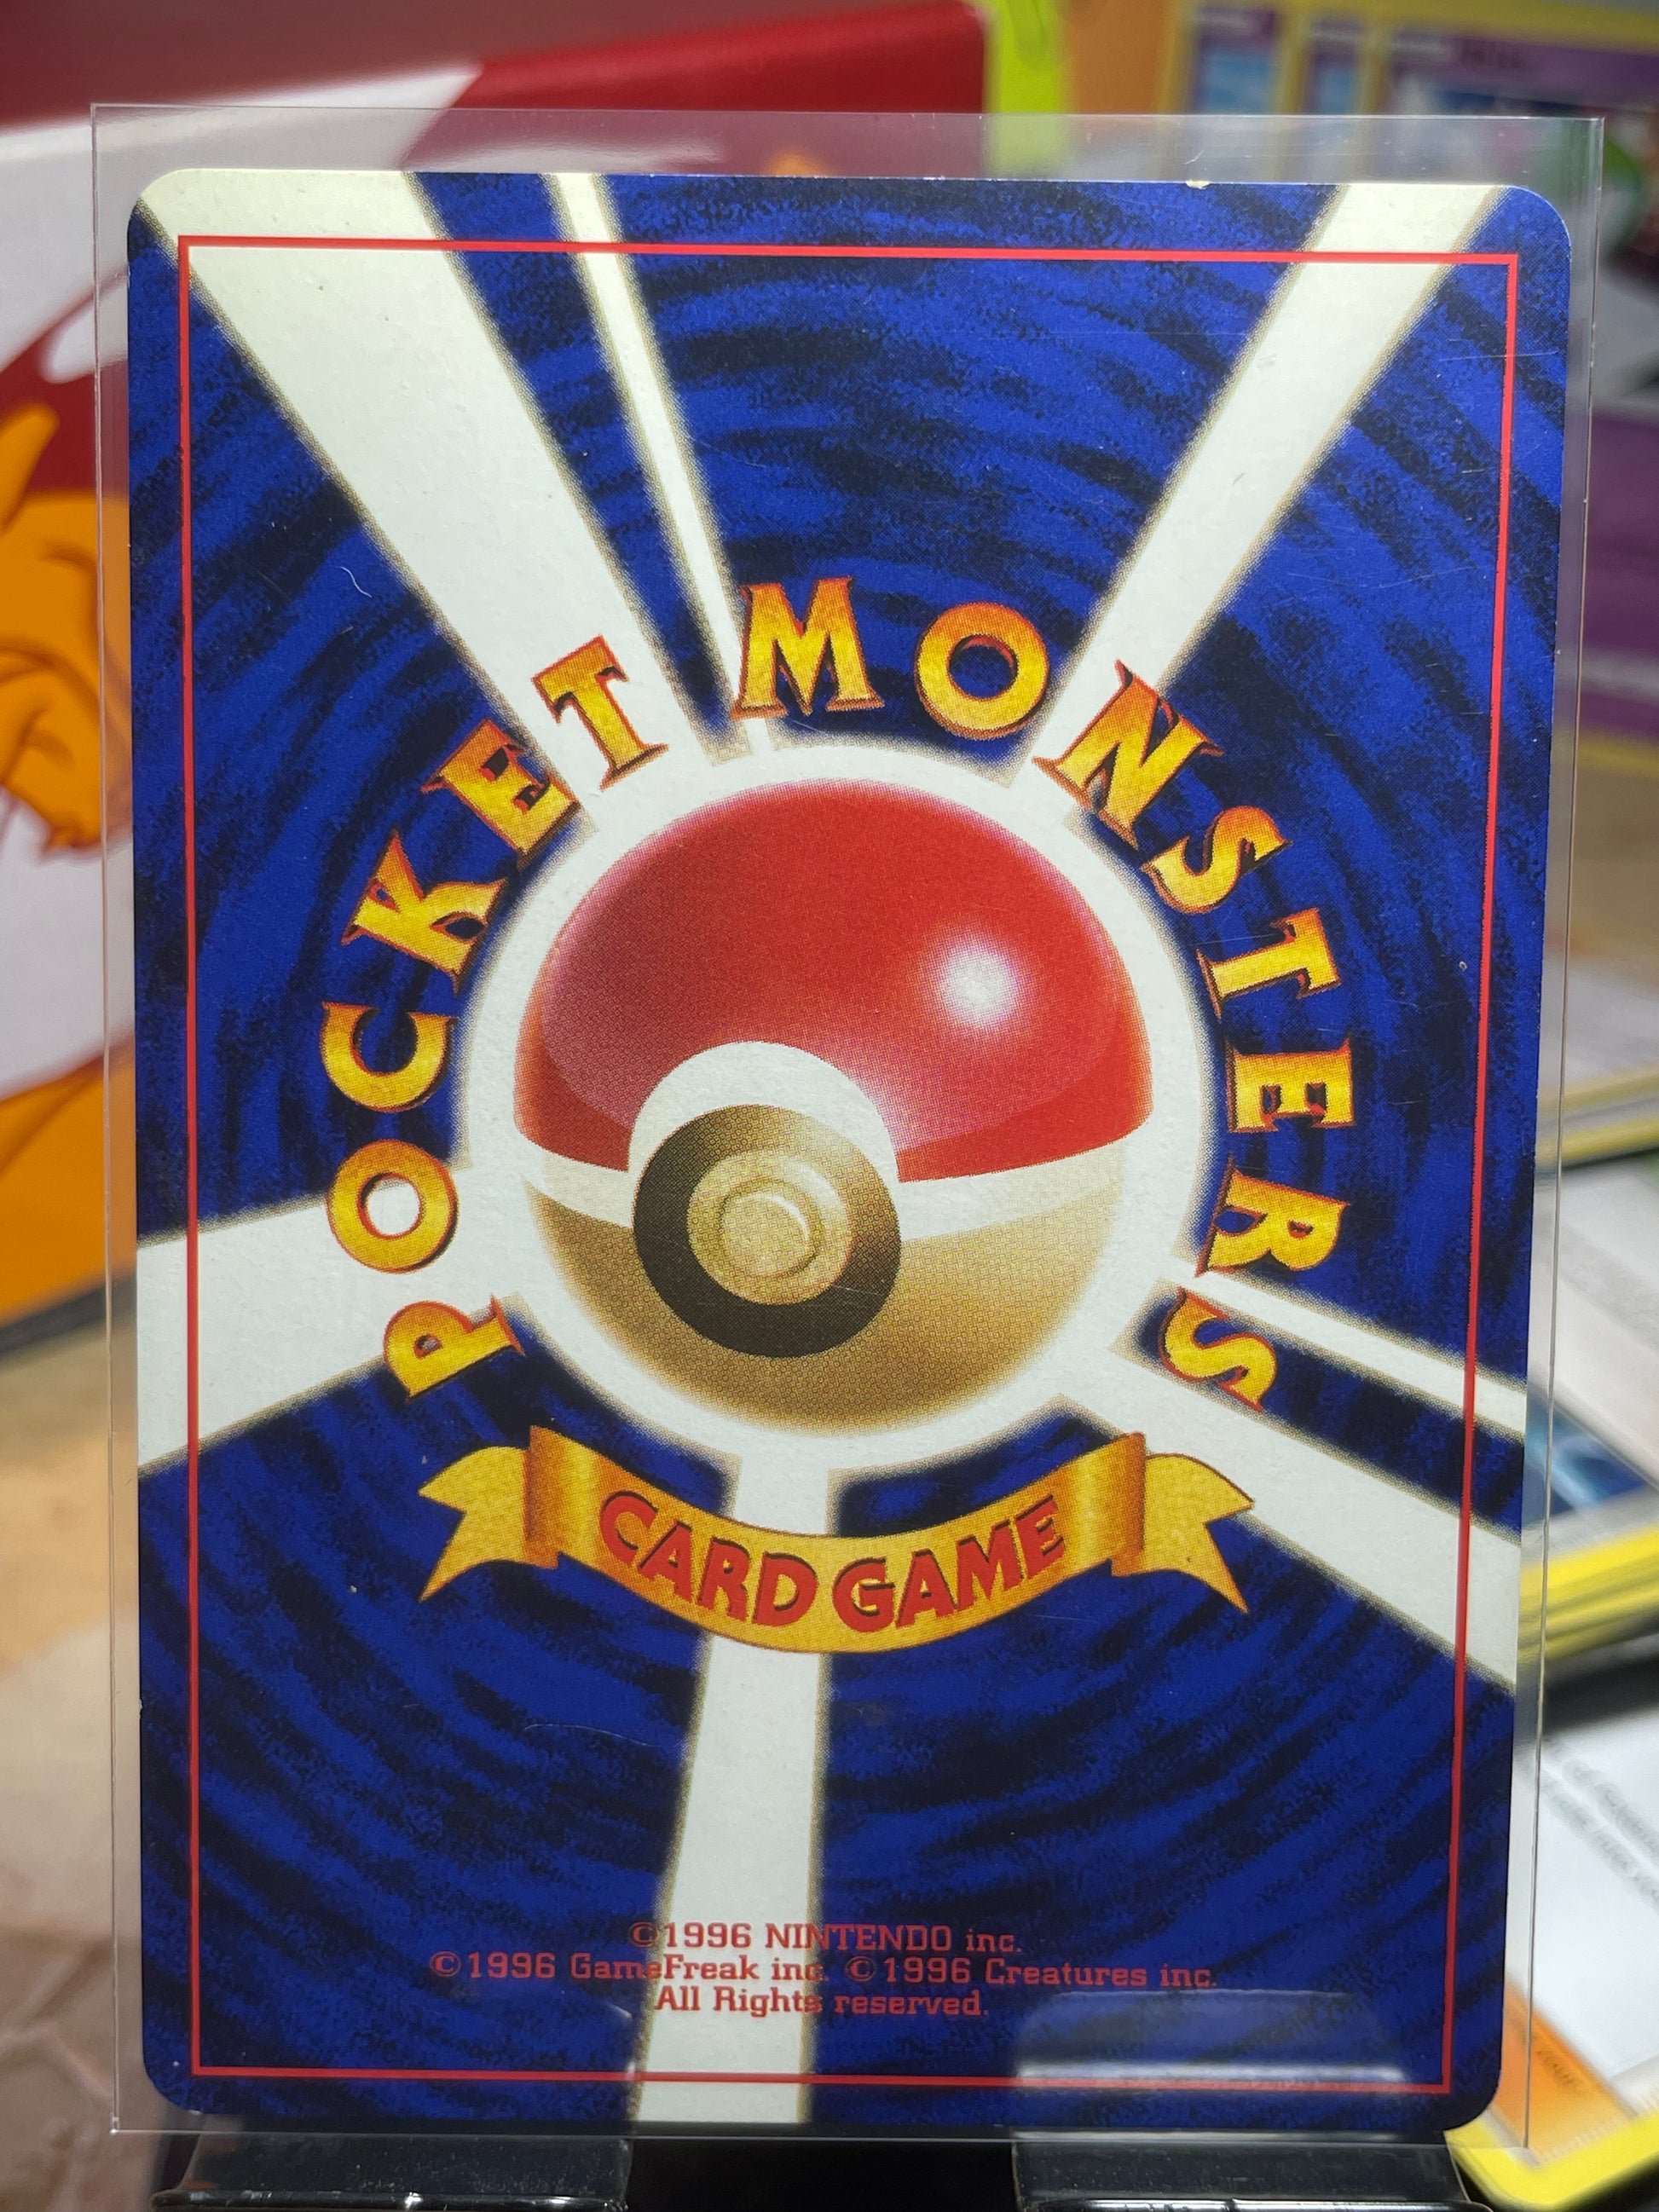 POCKET MONSTERS
CARD GAME
©1996 NINTENDO inc.
©1996 GameFreak inc. ©1996 Creatures inc.
All Rights reserved.